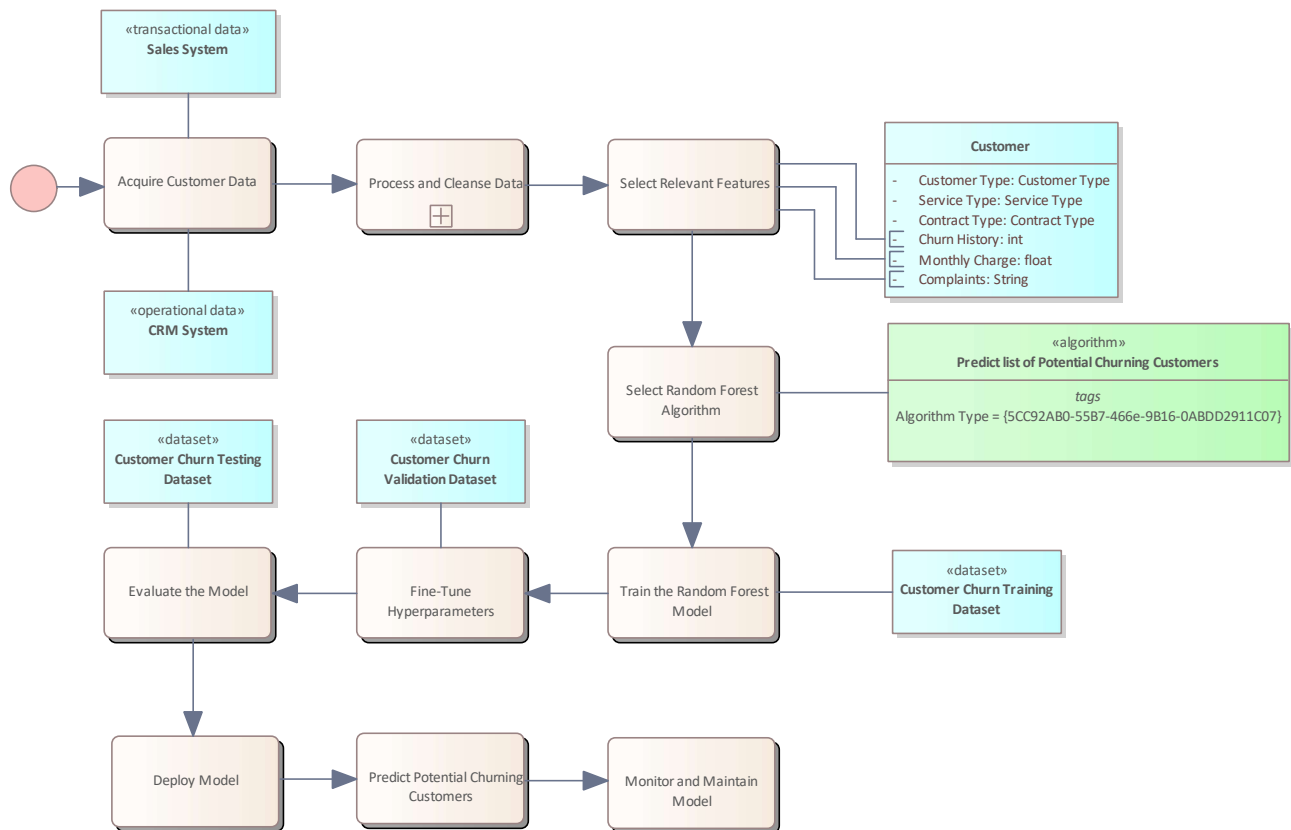 «transactional data»
Sales System
Acquire Customer Data
Process and Cleanse Data
Select Relevant Features
Customer
- Customer Type: Customer Type
- Service Type: Service Type
- Contract Type: Contract Type
- Churn History: int
- Monthly Charge: float
- Complaints: String
«operational data»
CRM System
Select Random Forest
Algorithm
«algorithm»
Predict list of Potential Churning Customers
tags
Algorithm Type = {5CC92AB0-55B7-466e-9B16-0ABDD2911C07}
«dataset»
Customer Churn Testing
Dataset
«dataset»
Customer Churn
Validation Dataset
Evaluate the Model
Fine-Tune
Hyperparameters
Train the Random Forest
Model
«dataset»
Customer Churn Training
Dataset
Deploy Model
Predict Potential Churning
Customers
Monitor and Maintain
Model